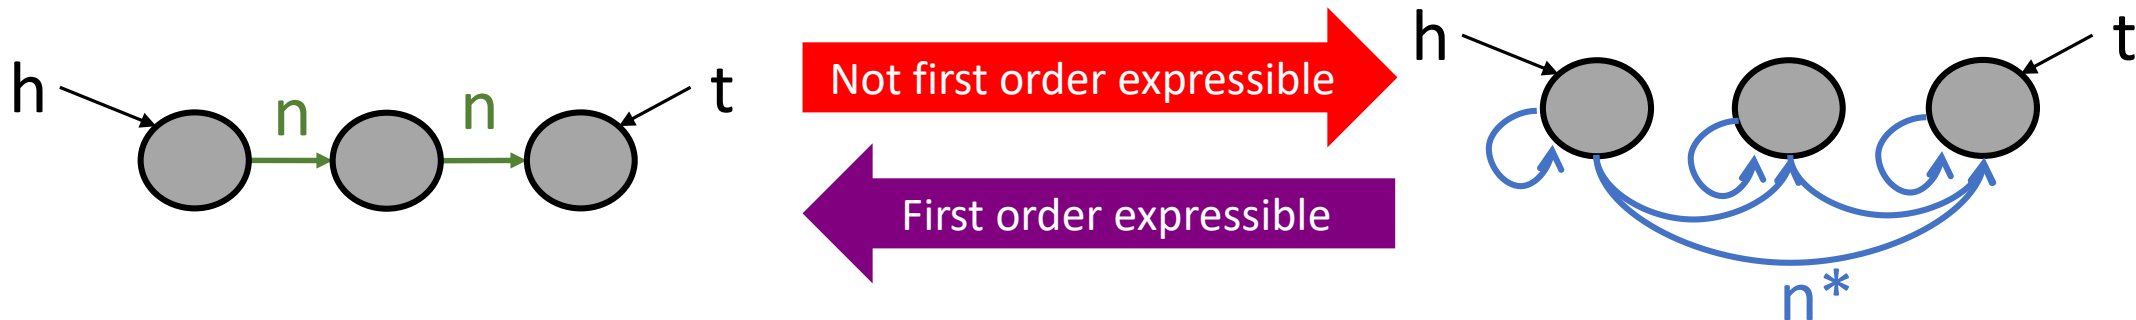 h
n
n
t
Not first order expressible
First order expressible
h
t
n*